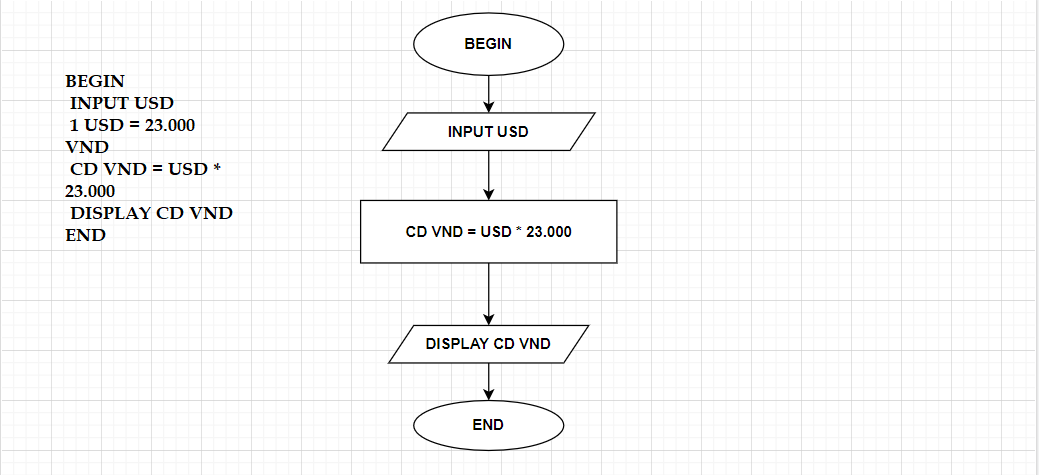 BEGIN
INPUT USD
1 USD = 23.000
VND
CD VND = USD *
23.000
DISPLAY CD VND
END
BEGIN
INPUT USD
CD VND = USD * 23.000
DISPLAY CD VND
END